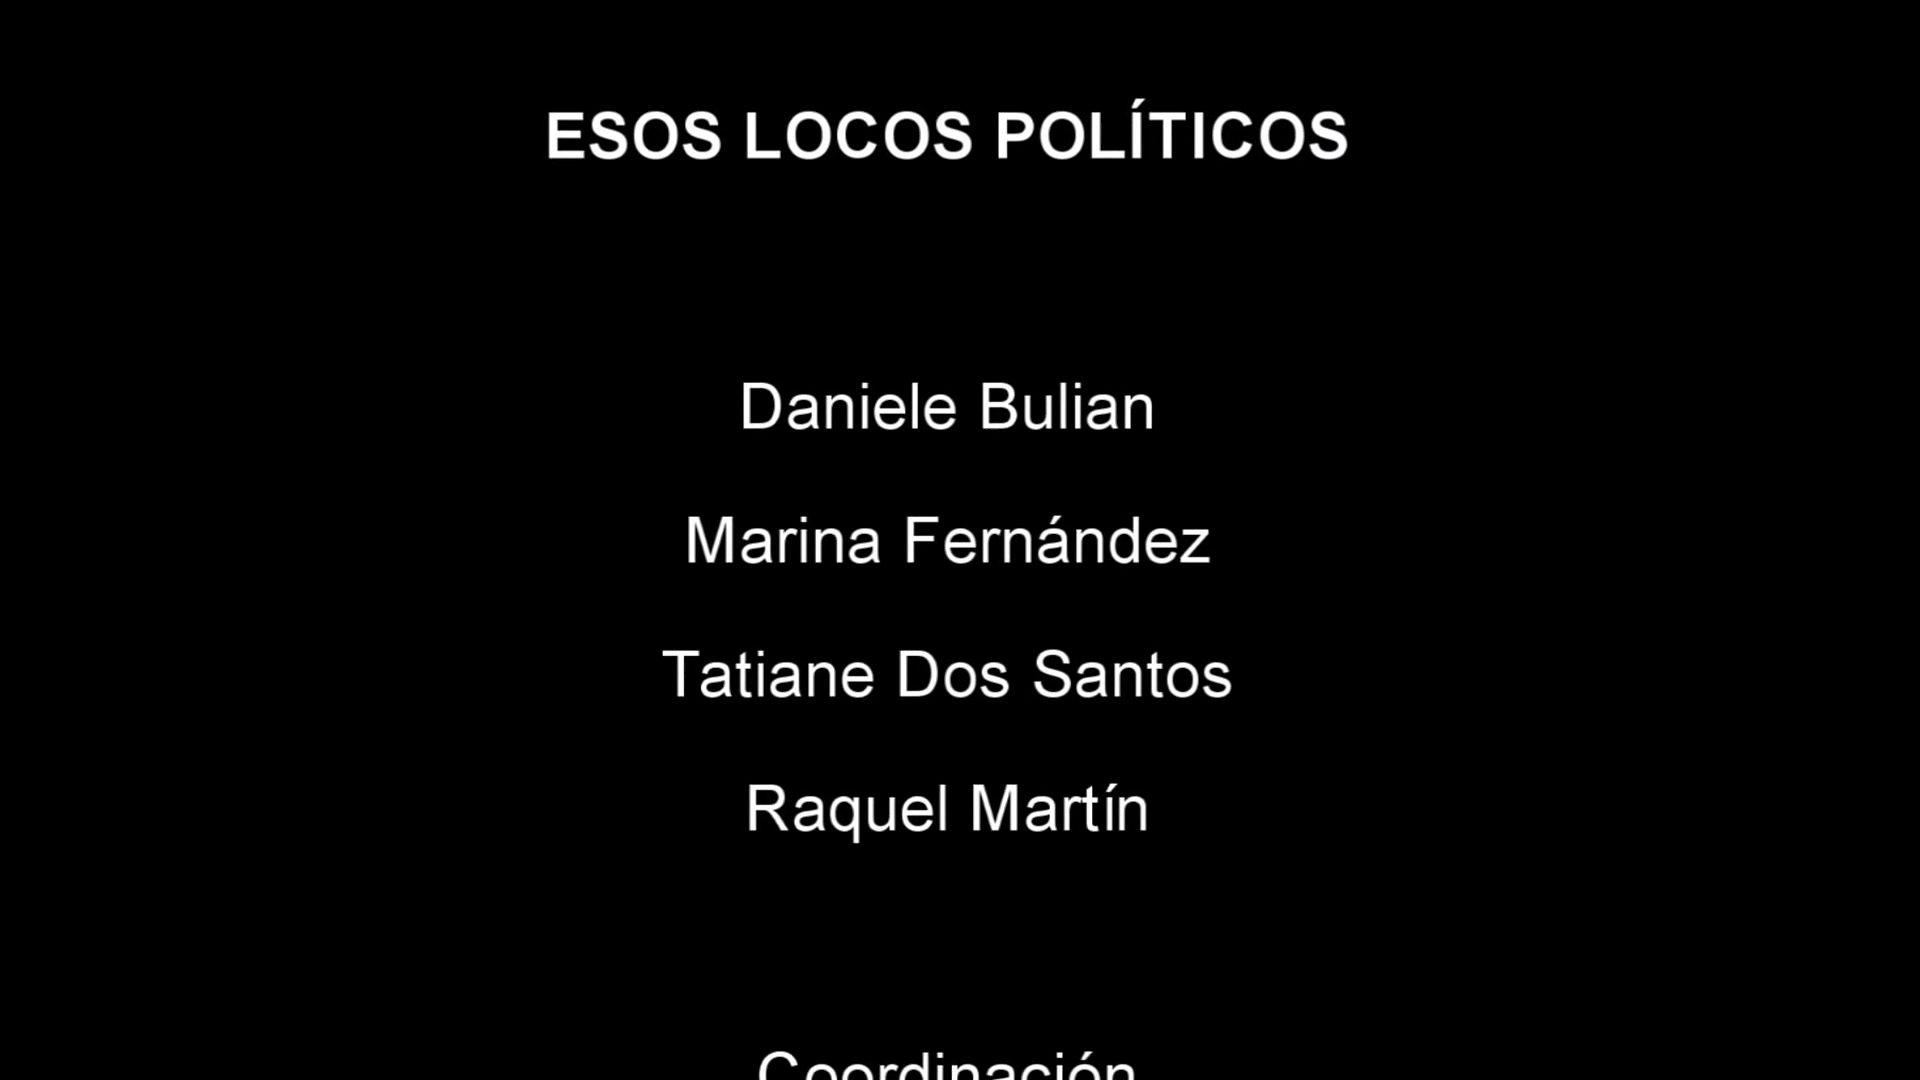 ESOS LOCOS POLÍTICOS
Daniele Bulian
Marina Fernández
Tatiane Dos Santos
Raquel Martín
Coordinación